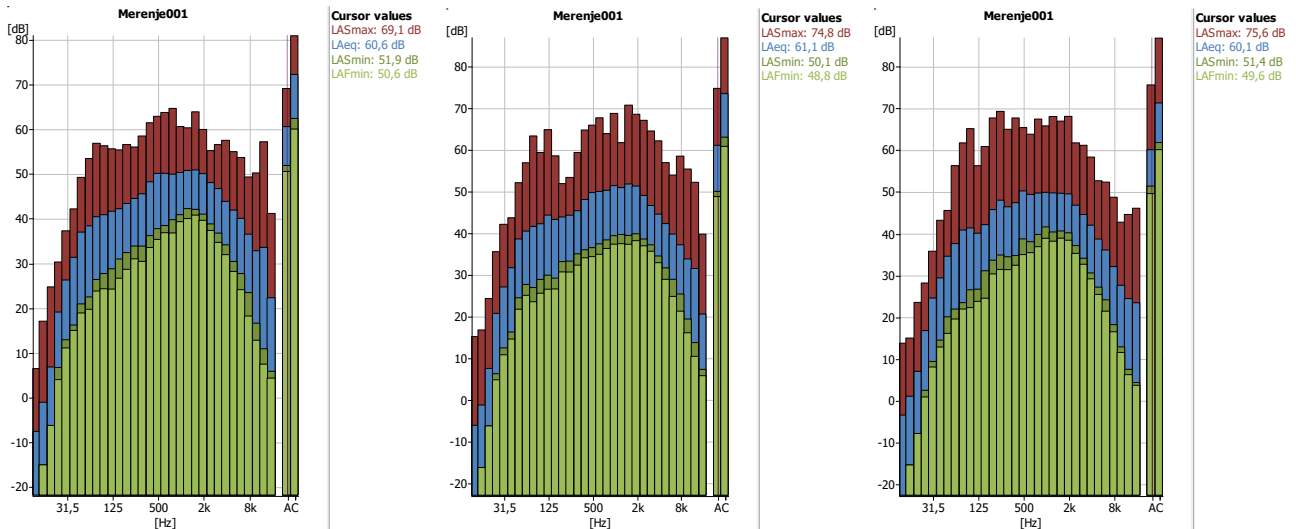 Merenje001
[dB]
80
70
60
50
40
30
20
10
0
-10
-20
31,5 125 500 2k 8k AC
[Hz]
Cursor values
LASmax: 69,1 dB
LAeq: 60,6 dB
LASmin: 51,9 dB
LAFmin: 50,6 dB
Merenje001
[dB]
80
70
60
50
40
30
20
10
0
-10
-20
31,5 125 500 2k 8k AC
[Hz]
Cursor values
LASmax: 74,8 dB
LAeq: 61,1 dB
LASmin: 50,1 dB
LAFmin: 48,8 dB
Merenje001
[dB]
80
70
60
50
40
30
20
10
0
-10
-20
31,5 125 500 2k 8k AC
[Hz]
Cursor values
LASmax: 75,6 dB
LAeq: 60,1 dB
LASmin: 51,4 dB
LAFmin: 49,6 dB